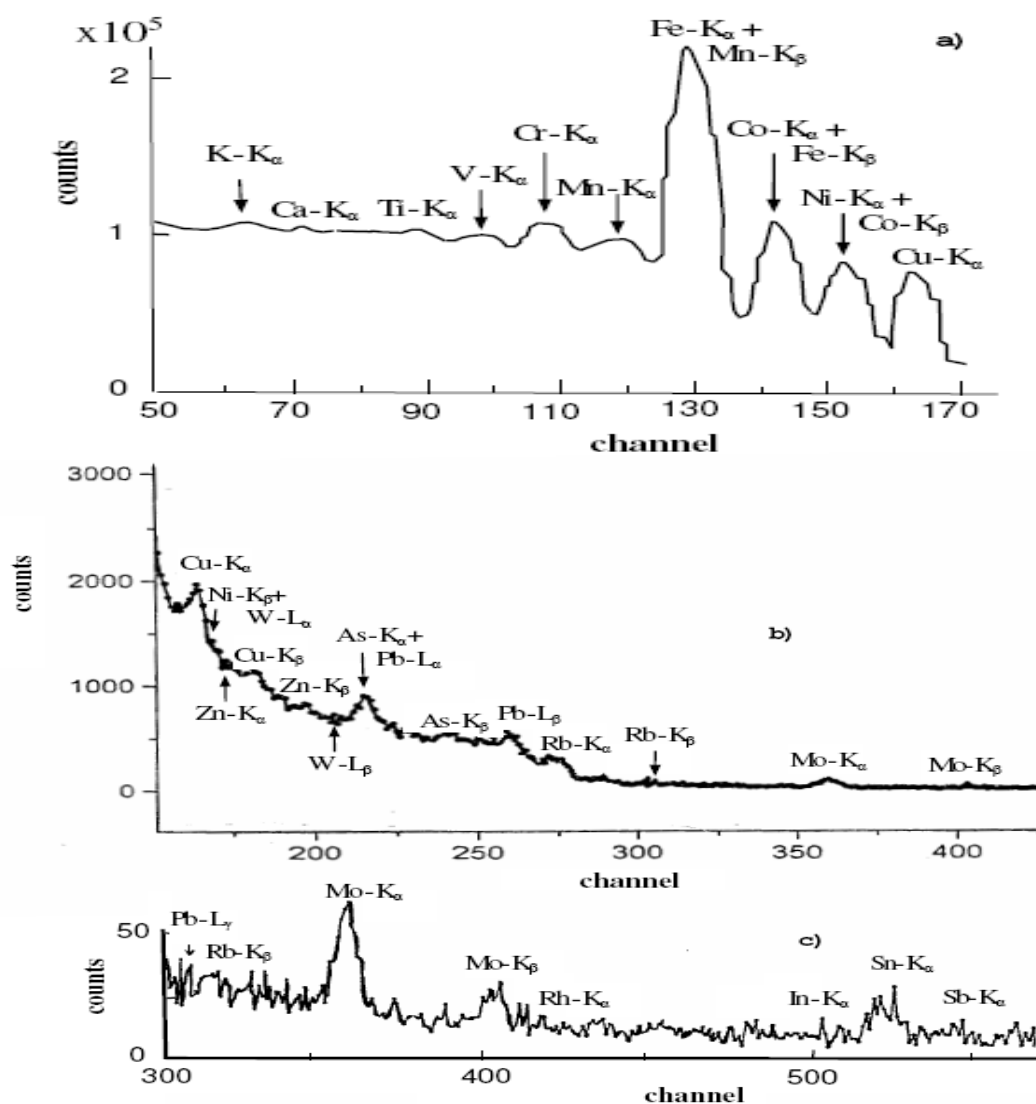 x10⁵
a)
Fe-Kα +
Mn-Kβ
2
Cr-Kα
Co-Kα +
Fe-Kβ
K-Kα
V-Kα
Mn-Kα
Ni-Kα +
Co-Kβ
Ca-Kα
Ti-Kα
Cu-Kα
counts
1
0
50 70 90 110 130 150 170
channel
3000
Cu-Kα
counts
2000
Ni-Kβ+
W-Lα
As-Kα+
Pb-Lα
b)
Cu-Kβ
Zn-Kβ
1000
Zn-Kα
As-Kβ
Pb-Lβ
Rb-Kα
Rb-Kβ
W-Lβ
Mo-Kα
Mo-Kβ
0
200 250 300 350 400
channel
Mo-Kα
50
Pb-Lγ
Rb-Kβ
c)
Mo-Kβ
Sn-Kα
counts
Rh-Kα
In-Kα
Sb-Kα
0
300 400 500
channel